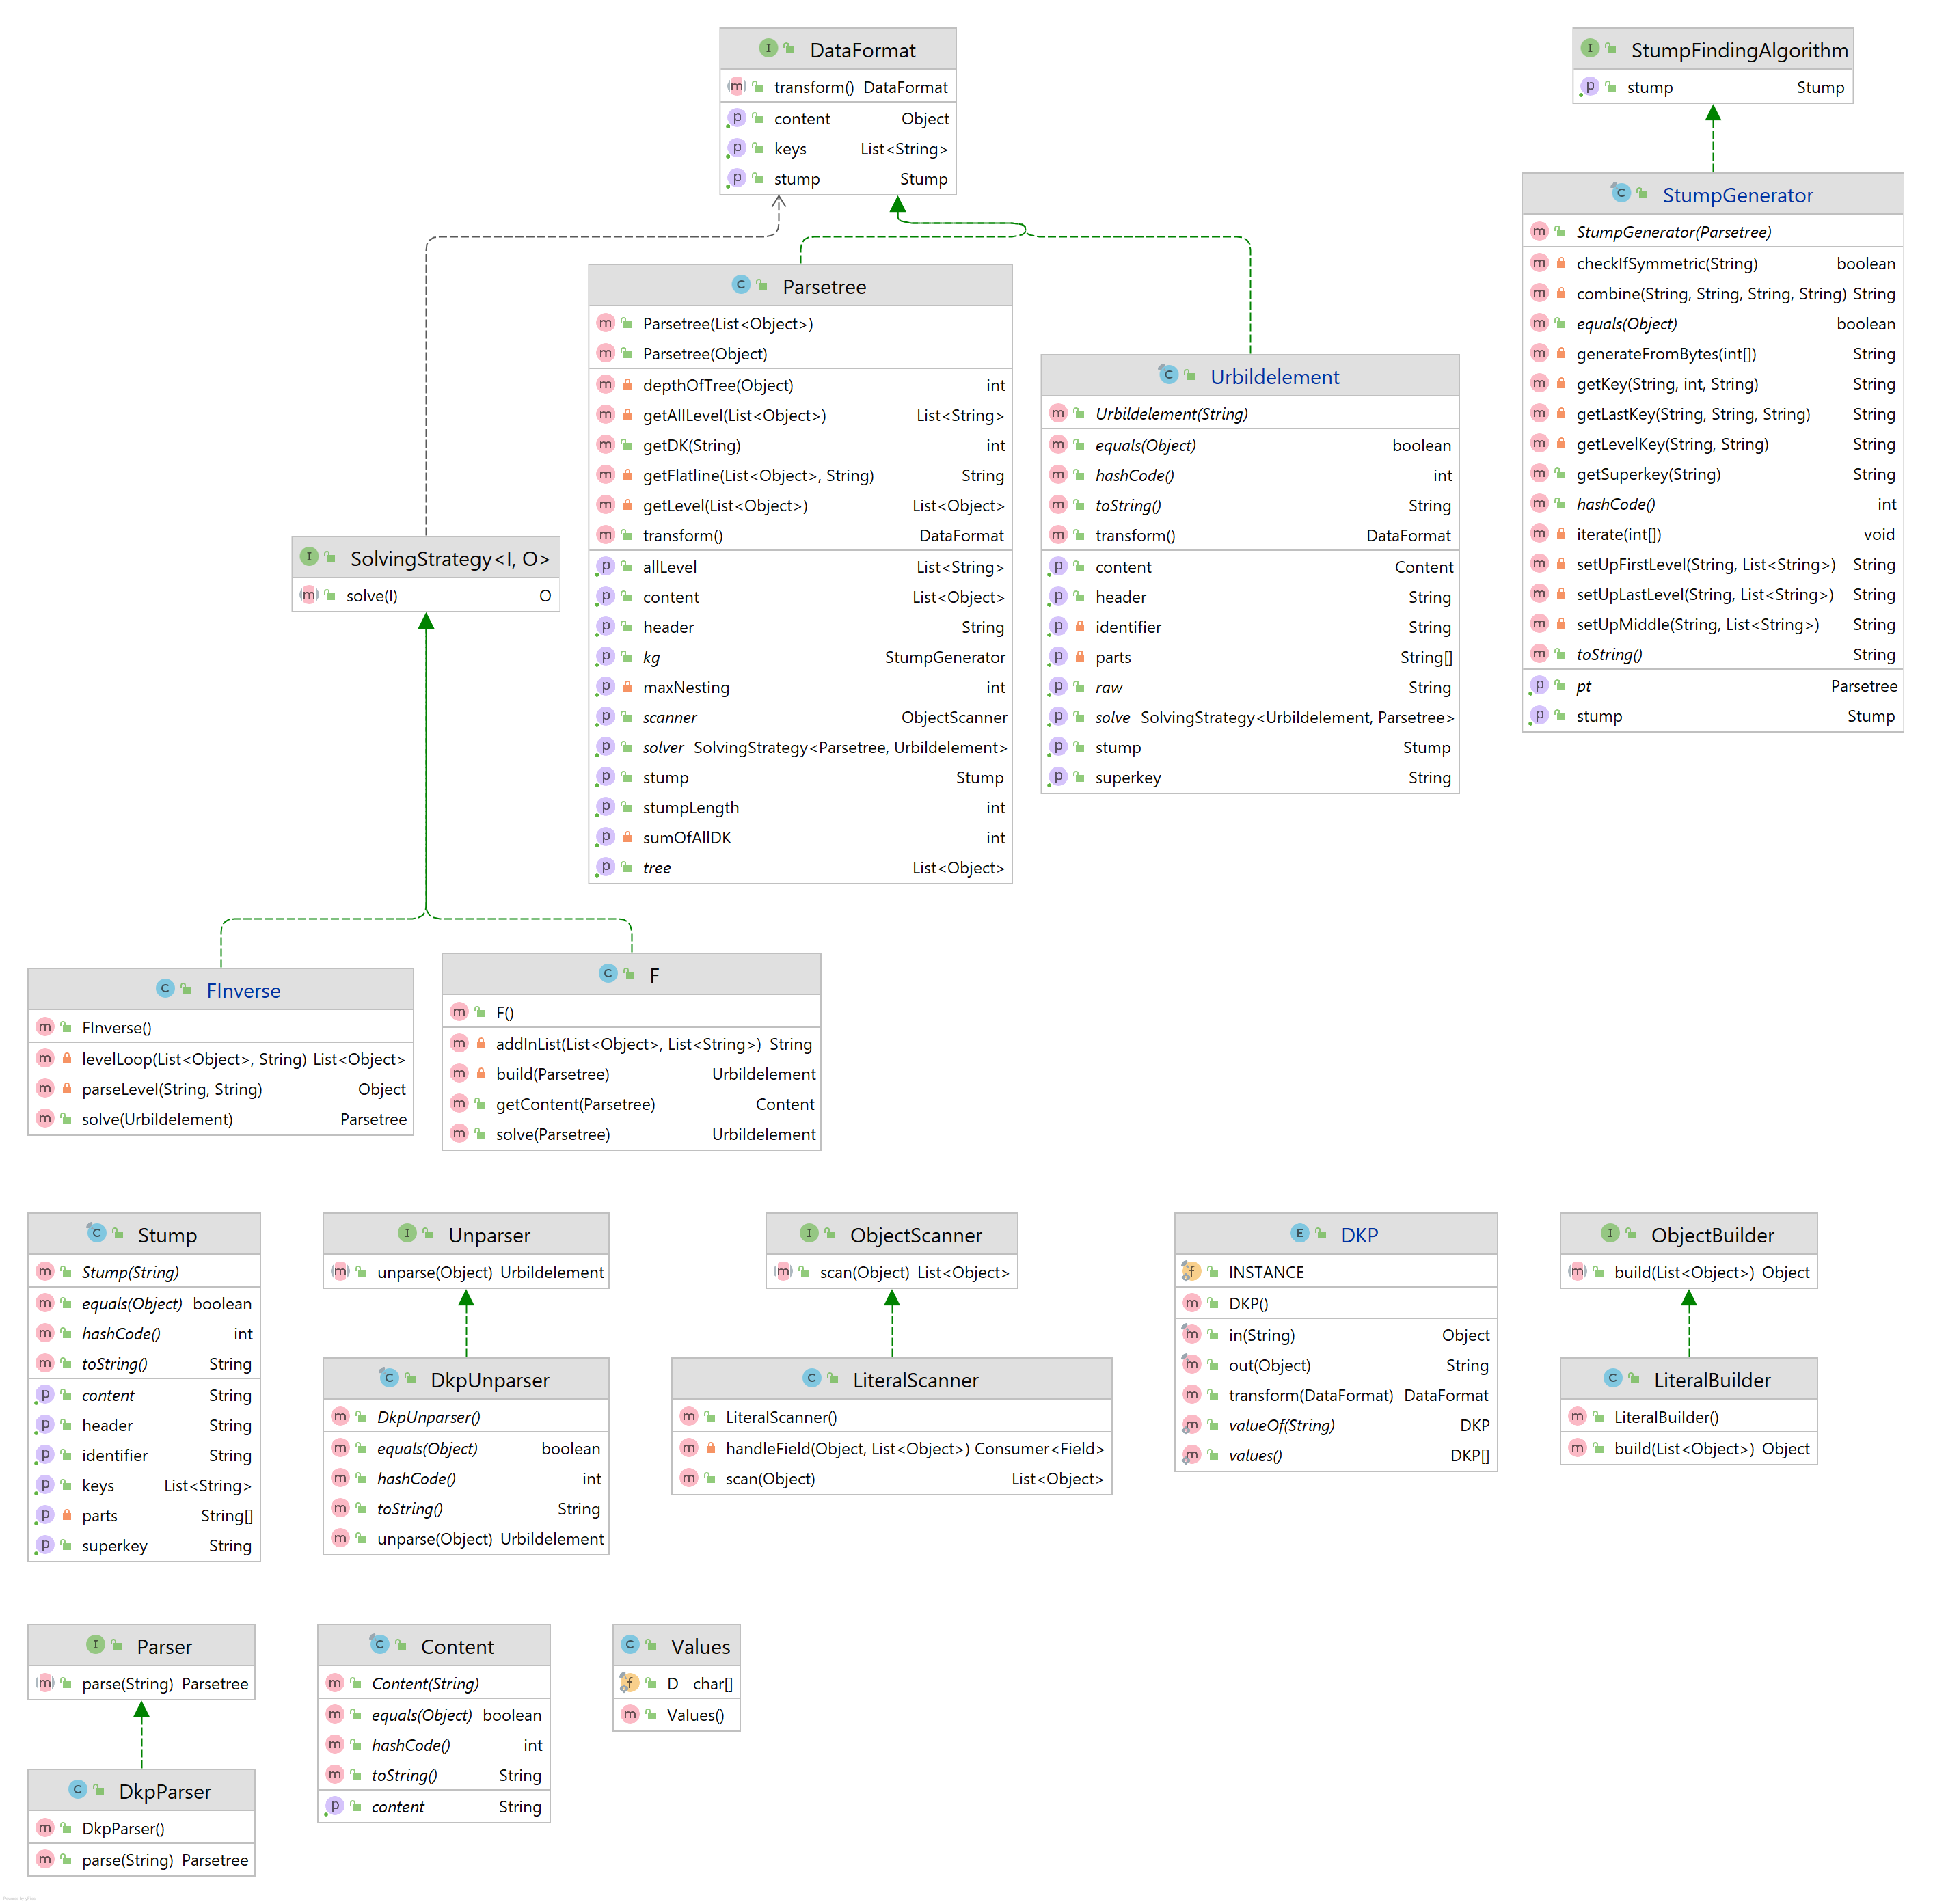 DataFormat
transform() DataFormat
content Object
keys List<String>
stump Stump
StumpFindingAlgorithm
stump Stump
StumpGenerator
StumpGenerator(Parsetree)
checkIfSymmetric(String) boolean
combine(String, String, String, String) String
equals(Object) boolean
generateFromBytes(int[]) String
getKey(String, int, String) String
getLastKey(String, String, String) String
getLevelKey(String, String) String
getSuperkey(String) String
hashCode() int
iterate(int[]) void
setUpFirstLevel(String, List<String>) String
setUpLastLevel(String, List<String>) String
setUpMiddle(String, List<String>) String
toString() String
pt Parsetree
stump Stump
Parsetree
Parsetree(List<Object>)
Parsetree(Object)
depthOfTree(Object) int
getAllLevel(List<Object>) List<String>
getDK(String) int
getFlatline(List<Object>, String) String
getLevel(List<Object>) List<Object>
transform() DataFormat
allLevel List<String>
content List<Object>
header String
kg StumpGenerator
maxNesting int
scanner ObjectScanner
solver SolvingStrategy<Parsetree, Urbildelement>
stump Stump
stumpLength int
sumOfAllDK int
tree List<Object>
Urbildelement
Urbildelement(String)
equals(Object) boolean
hashCode() int
toString() String
transform() DataFormat
content Content
header String
identifier String
parts String[]
raw String
solve SolvingStrategy<Urbildelement, Parsetree>
stump Stump
superkey String
SolvingStrategy<I, O>
solve(I) O
FInverse
FInverse()
levelLoop(List<Object>, String) List<Object>
parseLevel(String, String) Object
solve(Urbildelement) Parsetree
F
F()
addInList(List<Object>, List<String>) String
build(Parsetree) Urbildelement
getContent(Parsetree) Content
solve(Parsetree) Urbildelement
Stump
Stump(String)
equals(Object) boolean
hashCode() int
toString() String
content String
header String
identifier String
keys List<String>
parts String[]
superkey String
Unparser
unparse(Object) Urbildelement
DkpUnparser
DkpUnparser()
equals(Object) boolean
hashCode() int
toString() String
unparse(Object) Urbildelement
ObjectScanner
scan(Object) List<Object>
LiteralScanner
LiteralScanner()
handleField(Object, List<Object>) Consumer<Field>
scan(Object) List<Object>
DKP
INSTANCE
DKP()
in(String) Object
out(Object) String
transform(DataFormat) DataFormat
valueOf(String) DKP
values() DKP[]
ObjectBuilder
build(List<Object>) Object
LiteralBuilder
LiteralBuilder()
build(List<Object>) Object
Parser
parse(String) Parsetree
DkpParser
DkpParser()
parse(String) Parsetree
Content
Content(String)
equals(Object) boolean
hashCode() int
toString() String
content String
Values
D char[]
Values()